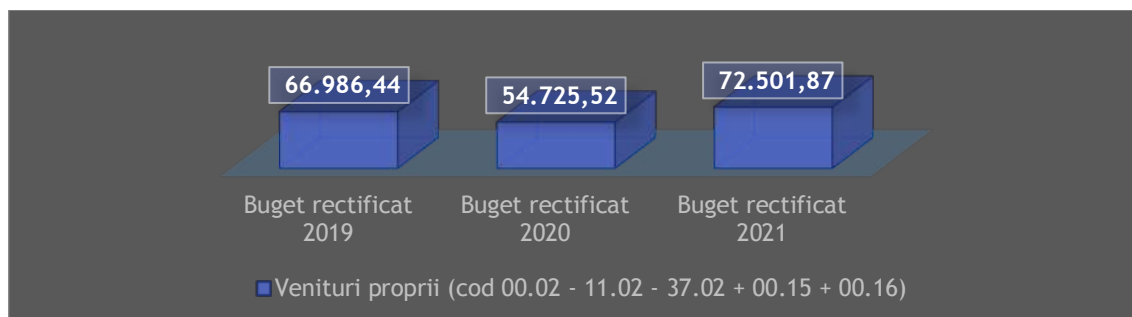 66.986,44
54.725,52
72.501,87
Buget rectificat
2019
Buget rectificat
2020
Buget rectificat
2021
Venituri proprii (cod 00.02 - 11.02 - 37.02 + 00.15 + 00.16)